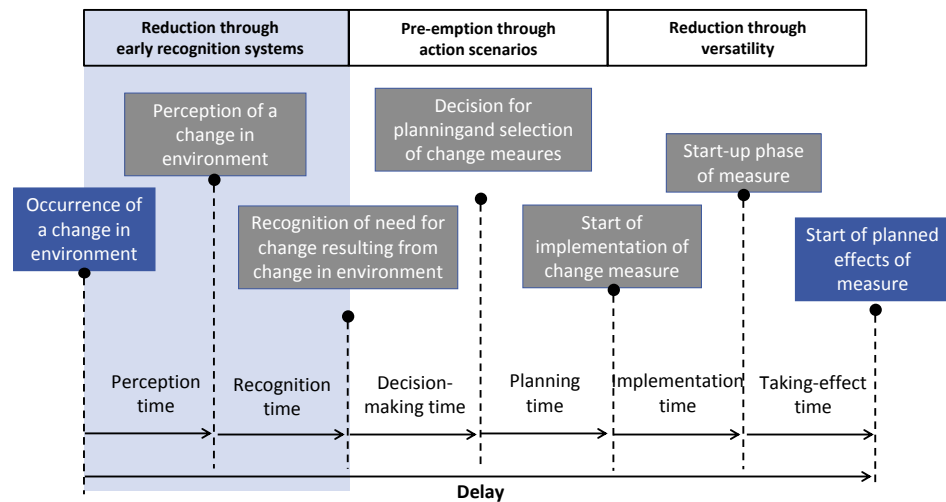 Reduction through
early recognition systems
Pre-emption through
action scenarios
Reduction through
versatility
Perception of a
change in
environment
Decision for
planningand selection
of change meaures
Start-up phase
of measure
Occurrence of
a change in
environment
Recognition of need for
change resulting from
change in environment
Start of
implementation of
change measure
Start of planned
effects of
measure
Perception
time
Recognition
time
Decision-
making time
Planning
time
Implementation
time
Taking-effect
time
Delay